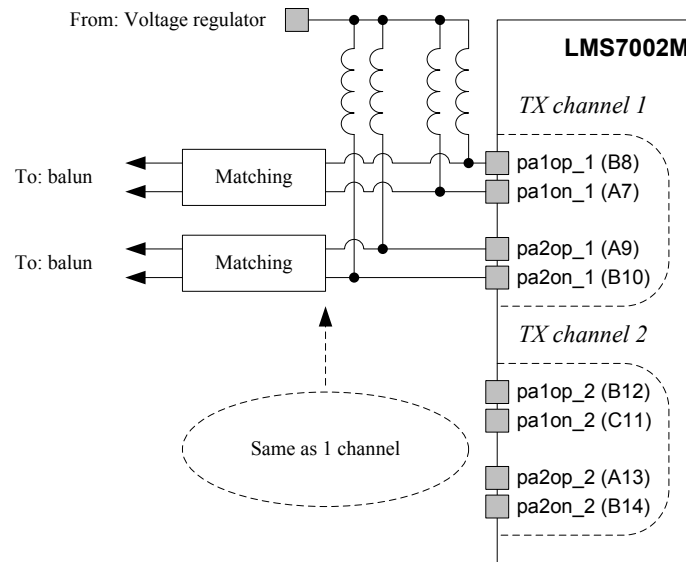 From: Voltage regulator
LMS7002M
TX channel 1
To: balun
Matching
pa1op_1 (B8)
pa1on_1 (A7)
To: balun
Matching
pa2op_1 (A9)
pa2on_1 (B10)
TX channel 2
Same as 1 channel
pa1op_2 (B12)
pa1on_2 (C11)
pa2op_2 (A13)
pa2on_2 (B14)